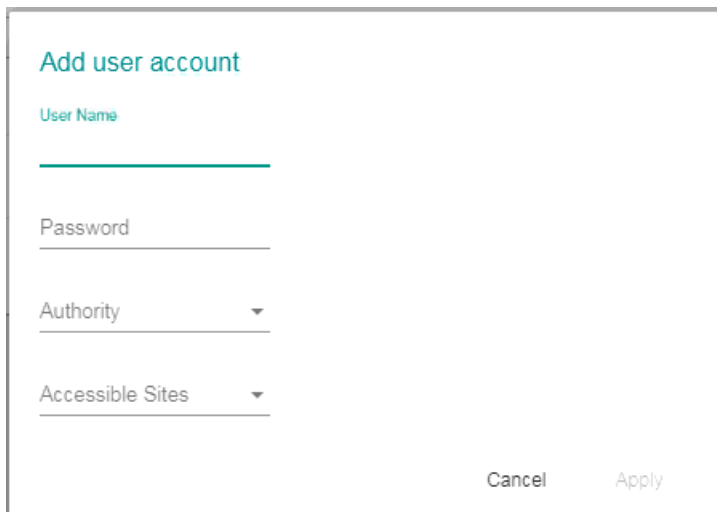 Add user account
User Name
Password
Authority
Accessible Sites
Cancel Apply